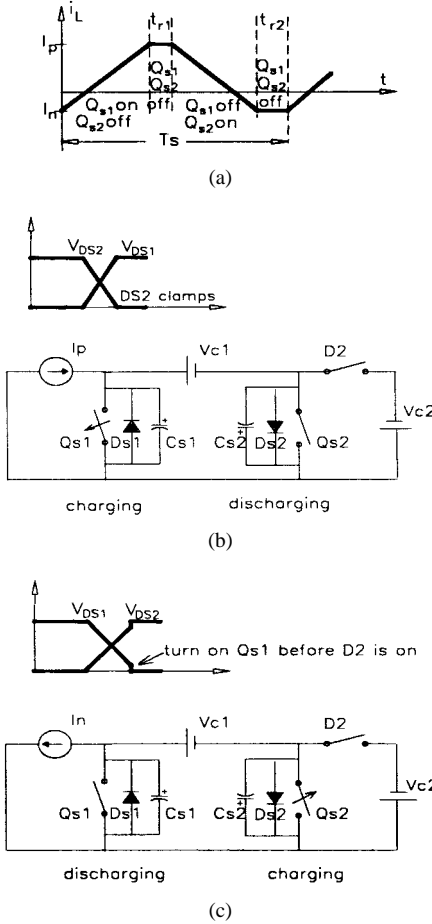 i_L
t_r1
t_r2
I_p
Q_s1
Q_s2
off
Q_s1
Q_s2
off
t
I_n
Q_s1 on
Q_s2 off
Q_s1 off
Q_s2 on
Ts
(a)
V_DS2
V_DS1
DS2 clamps
Ip
Vc1
D2
Vc2
Qs1
Ds1
Cs1
+
Cs2
+
Ds2
Qs2
charging
discharging
(b)
V_DS1
V_DS2
turn on Qs1 before D2 is on
In
Vc1
D2
Vc2
Qs1
Ds1
Cs1
+
Cs2
+
Ds2
Qs2
discharging
charging
(c)